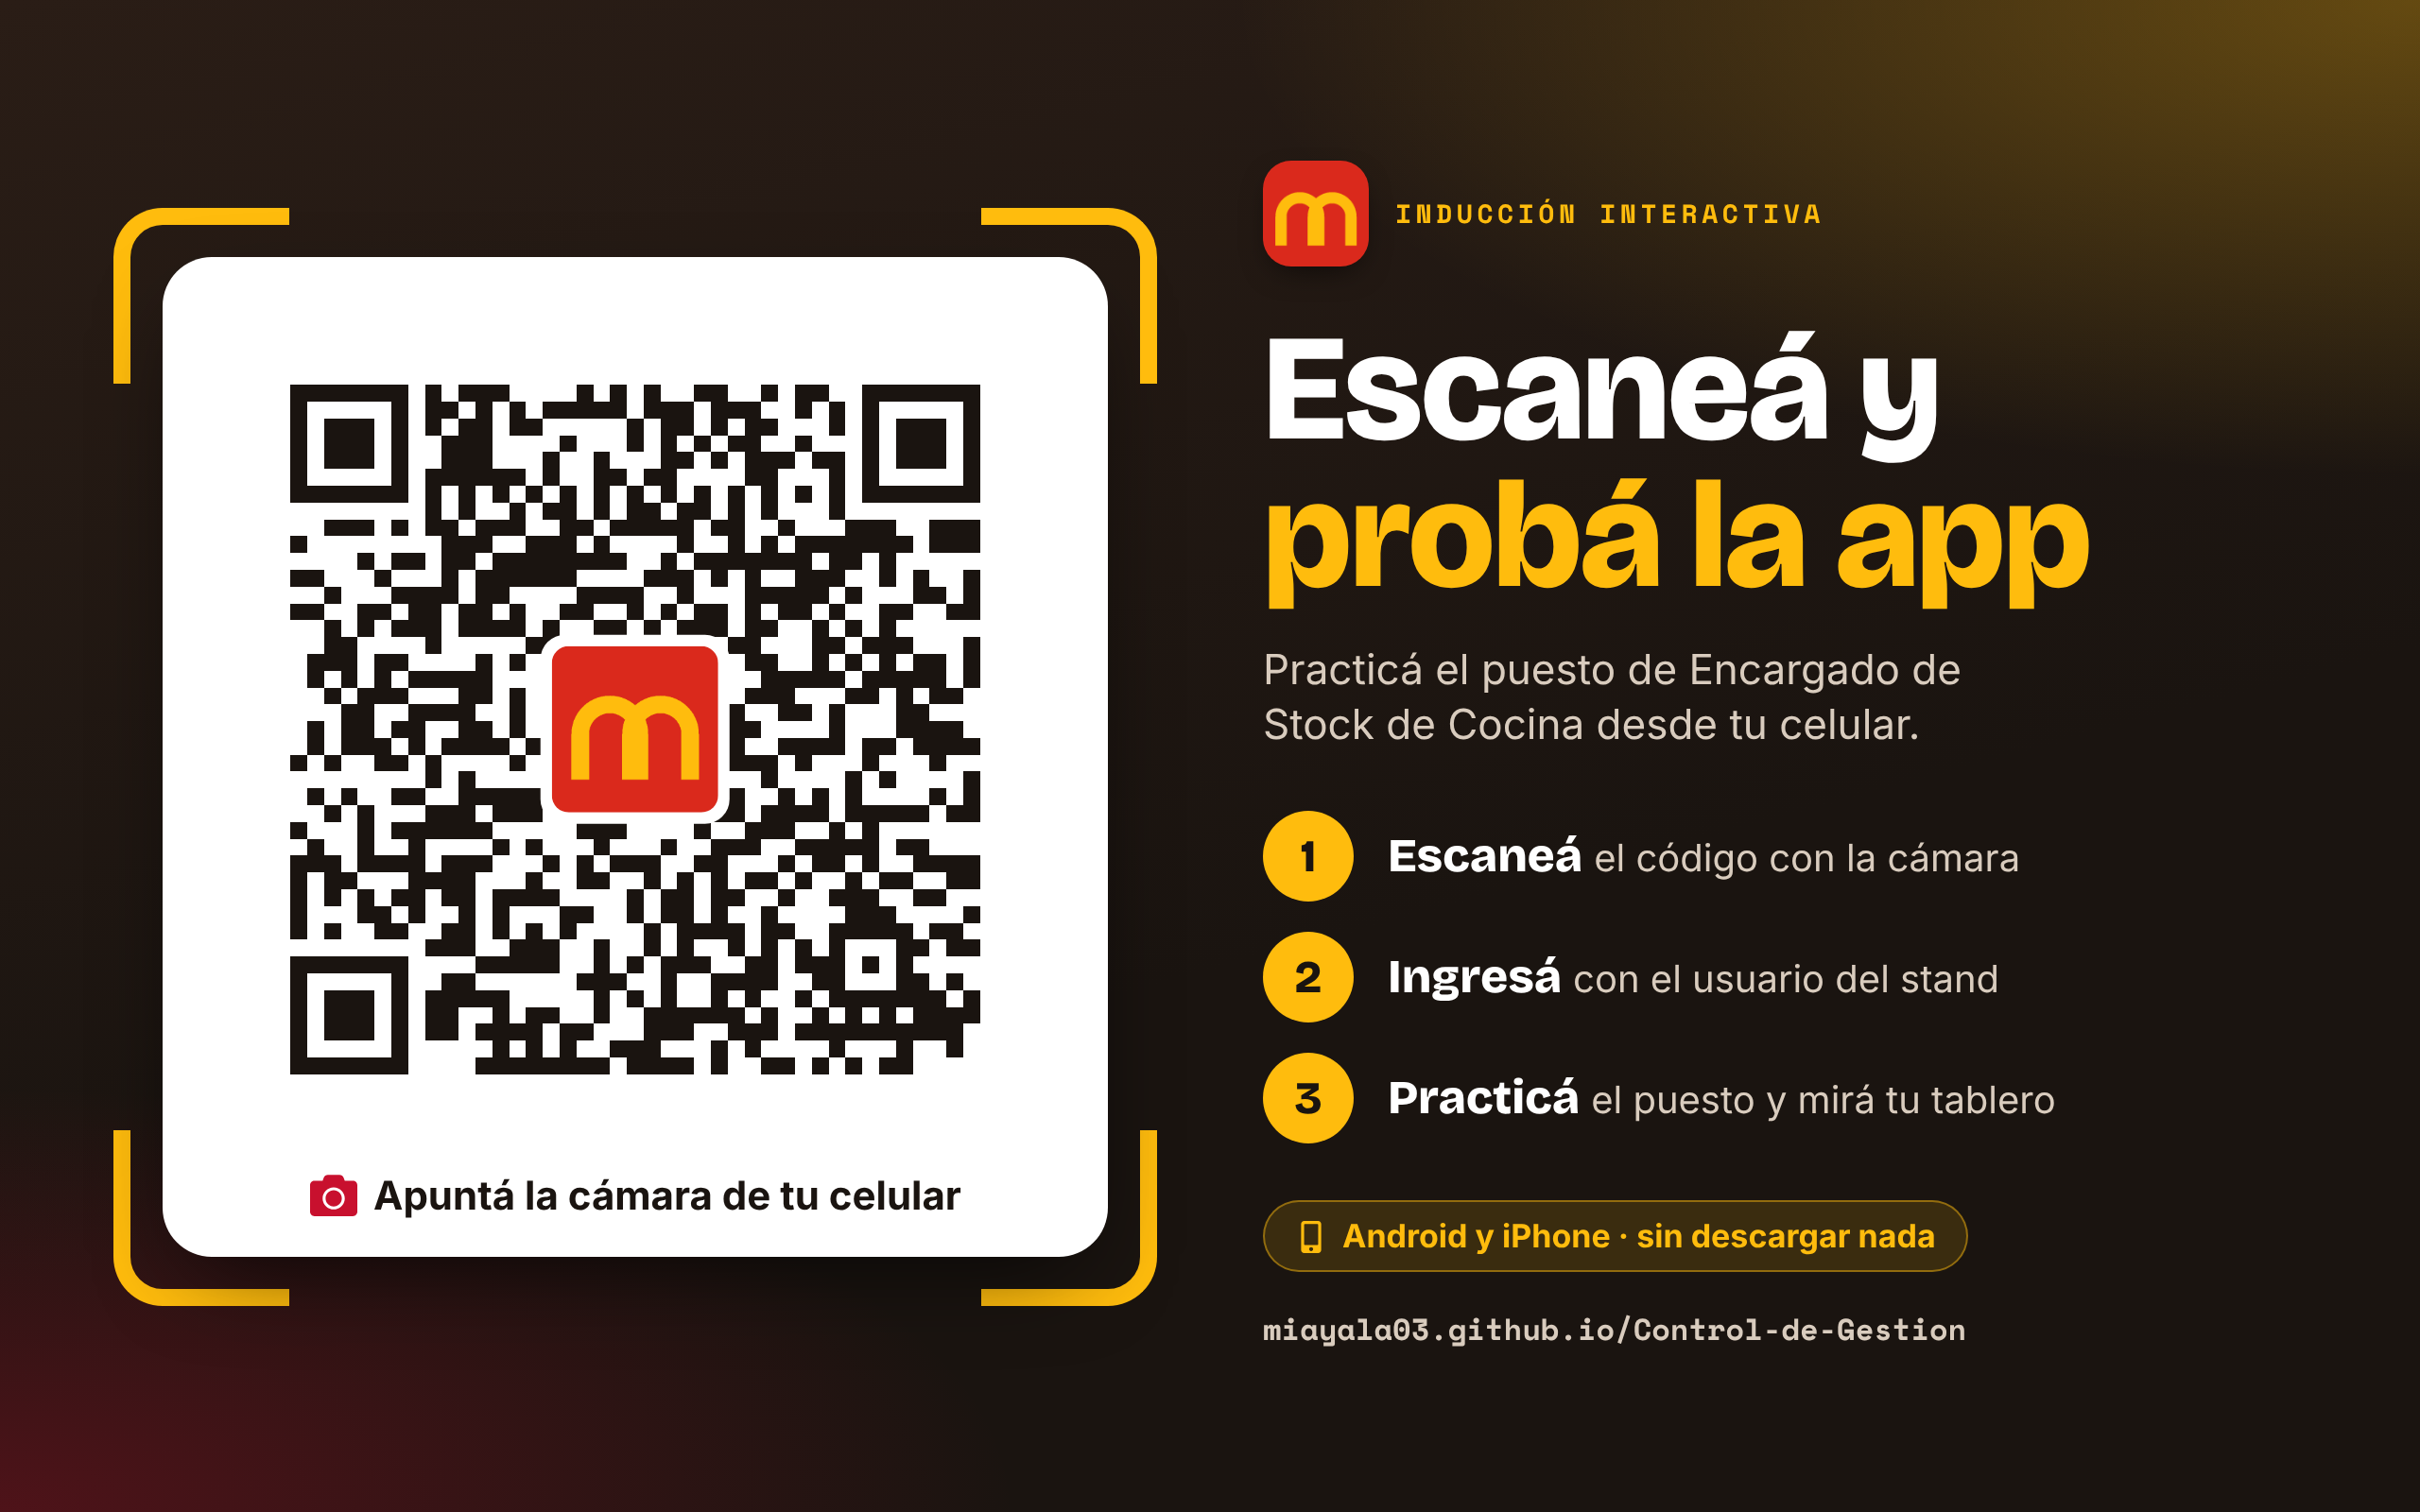 INDUCCIÓN INTERACTIVA
Escaneá y
probá la app
Practicá el puesto de Encargado de
Stock de Cocina desde tu celular.
1 Escaneá el código con la cámara
2 Ingresá con el usuario del stand
3 Practicá el puesto y mirá tu tablero
Android y iPhone · sin descargar nada
miayala03.github.io/Control-de-Gestion
Apuntá la cámara de tu celular